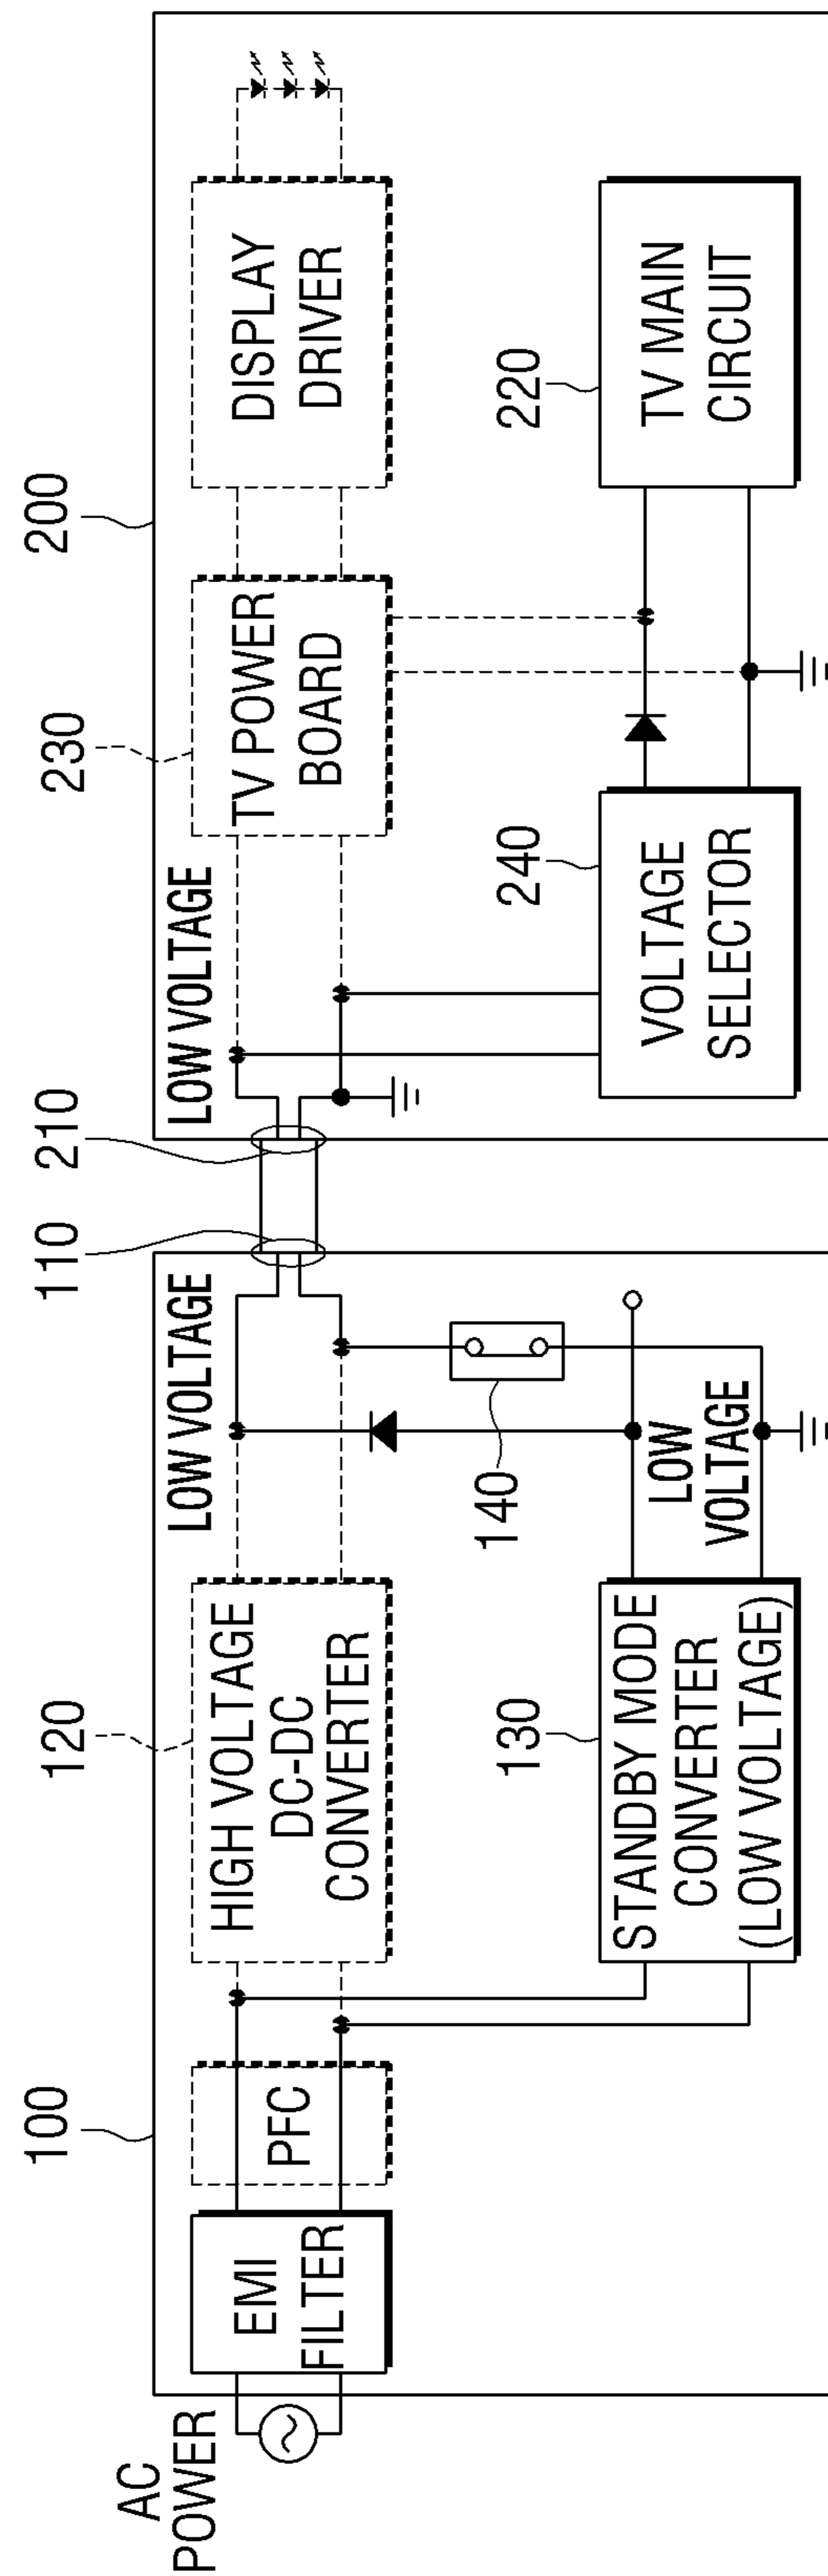 AC
POWER
100
EMI
FILTER
PFC
120
HIGH VOLTAGE
DC-DC
CONVERTER
LOW VOLTAGE
130
STANDBY MODE
CONVERTER
(LOW VOLTAGE)
LOW
VOLTAGE
140
110
210
200
LOW VOLTAGE
230
TV POWER
BOARD
DISPLAY
DRIVER
240
VOLTAGE
SELECTOR
220
TV MAIN
CIRCUIT